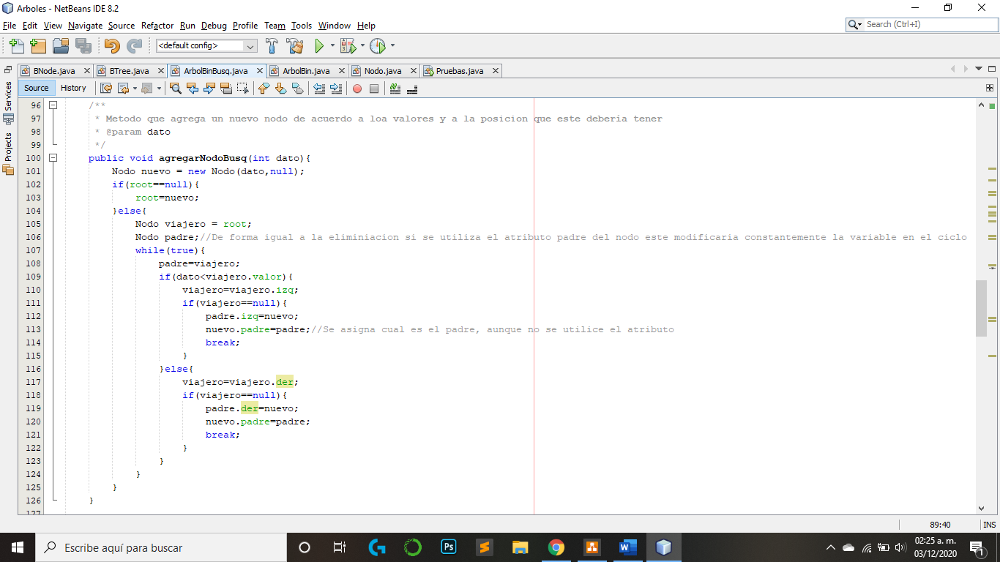 Arboles - NetBeans IDE 8.2
File Edit View Navigate Source Refactor Run Debug Profile Team Tools Window Help
Search (Ctrl+I)
<default config>
BNode.java BTree.java ArbolBinBusq.java ArbolBin.java Nodo.java Pruebas.java
Source History
Services
Projects
96 /**
97 * Metodo que agrega un nuevo nodo de acuerdo a loa valores y a la posicion que este debería tener
98 * @param dato
99 */
100 public void agregarNodoBusq(int dato){
101 Nodo nuevo = new Nodo(dato,null);
102 if(root==null){
103 root=nuevo;
104 }else{
105 Nodo viajero = root;
106 Nodo padre;//De forma igual a la eliminiacion si se utiliza el atributo padre del nodo este modificaria constantemente la variable en el ciclo
107 while(true){
108 padre=viajero;
109 if(dato<viajero.valor){
110 viajero=viajero.izq;
111 if(viajero==null){
112 padre.izq=nuevo;
113 nuevo.padre=padre;//Se asigna cual es el padre, aunque no se utilice el atributo
114 break;
115 }
116 }else{
117 viajero=viajero.der;
118 if(viajero==null){
119 padre.der=nuevo;
120 nuevo.padre=padre;
121 break;
122 }
123 }
124 }
125 }
126 }
127
89:40 INS
Escribe aquí para buscar
Ps
02:25 a. m.
03/12/2020
1